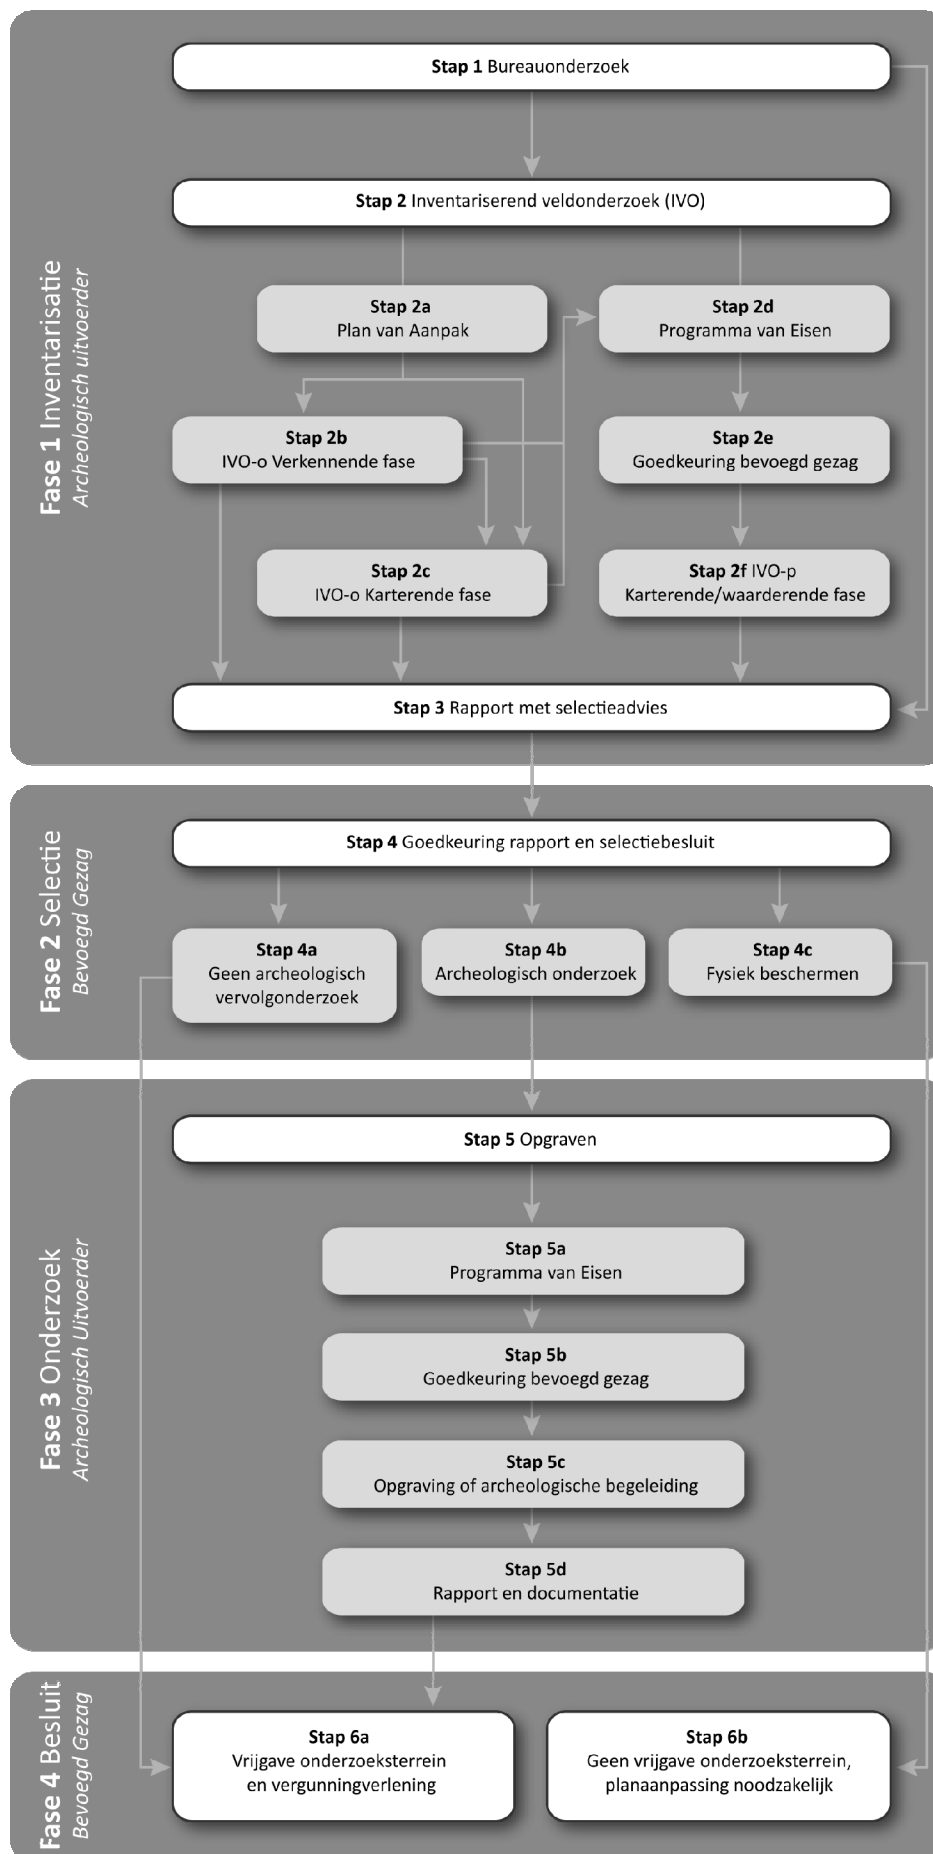 Fase 1 Inventarisatie
Archeologisch uitvoerder
Stap 1 Bureauonderzoek
Stap 2 Inventariserend veldonderzoek (IVO)
Stap 2a
Plan van Aanpak
Stap 2d
Programma van Eisen
Stap 2b
IVO-o Verkennende fase
Stap 2e
Goedkeuring bevoegd gezag
Stap 2c
IVO-o Karterende fase
Stap 2f IVO-p
Karterende/waarderende fase
Stap 3 Rapport met selectieadvies
Fase 2 Selectie
Bevoegd Gezag
Stap 4 Goedkeuring rapport en selectiebesluit
Stap 4a
Geen archeologisch
vervolgonderzoek
Stap 4b
Archeologisch onderzoek
Stap 4c
Fysiek beschermen
Fase 3 Onderzoek
Archeologisch Uitvoerder
Stap 5 Opgraven
Stap 5a
Programma van Eisen
Stap 5b
Goedkeuring bevoegd gezag
Stap 5c
Opgraving of archeologische begeleiding
Stap 5d
Rapport en documentatie
Fase 4 Besluit
Bevoegd Gezag
Stap 6a
Vrijgave onderzoeksterrein
en vergunningverlening
Stap 6b
Geen vrijgave onderzoeksterrein,
planaanpassing noodzakelijk